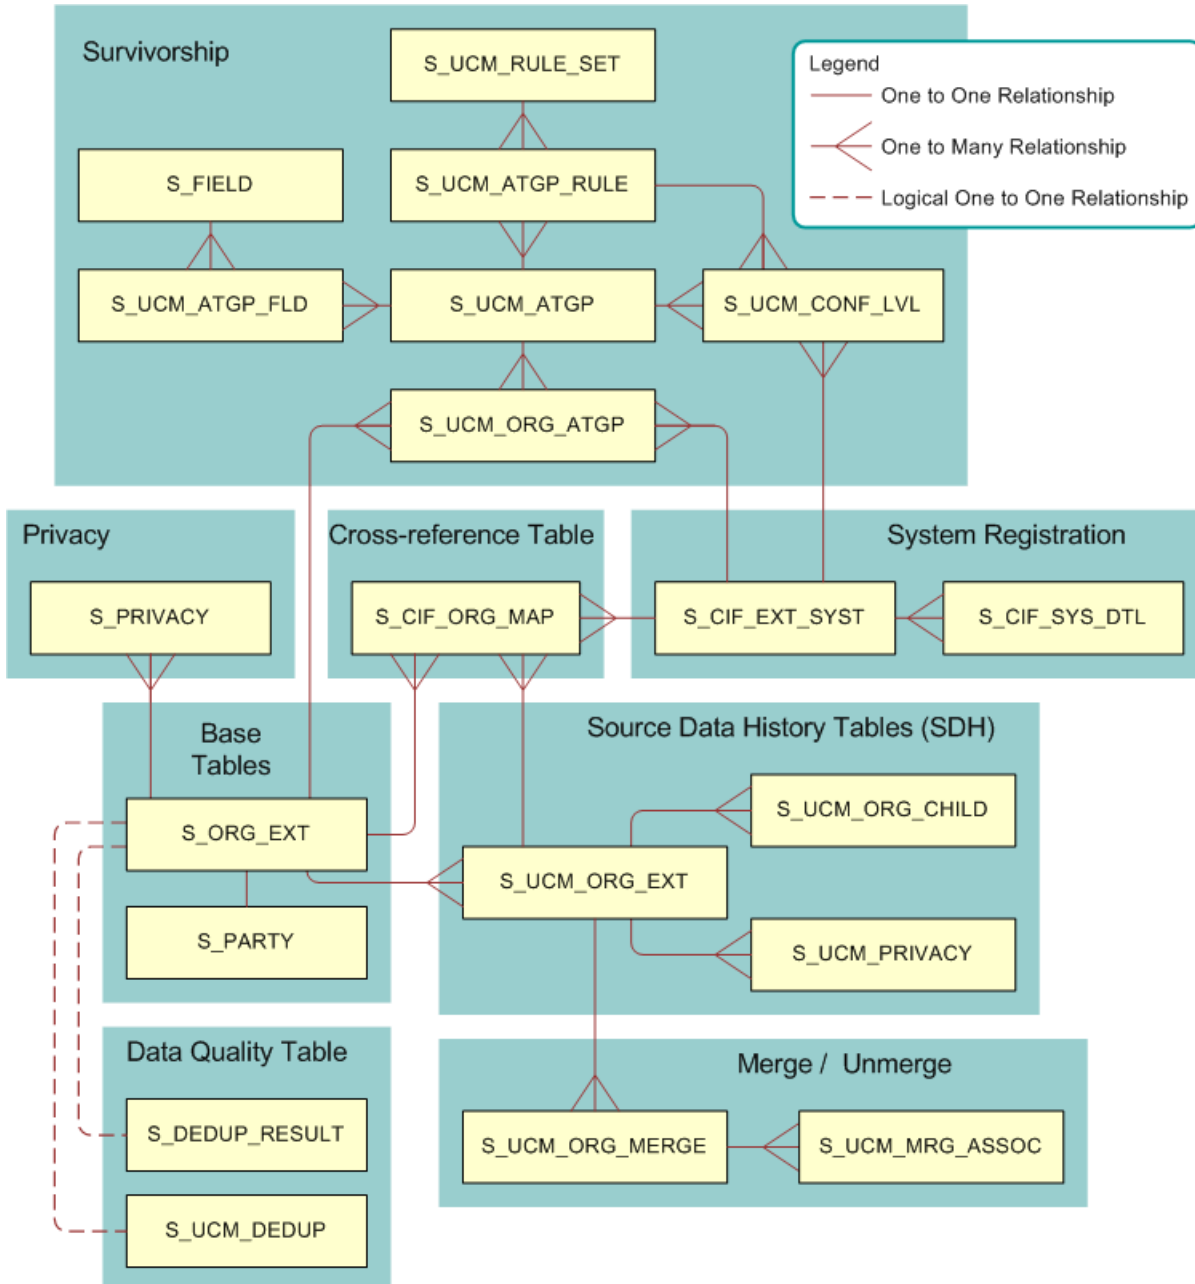 Survivorship
S_UCM_RULE_SET
Legend
One to One Relationship
One to Many Relationship
Logical One to One Relationship
S_FIELD
S_UCM_ATGP_RULE
S_UCM_ATGP_FLD
S_UCM_ATGP
S_UCM_CONF_LVL
S_UCM_ORG_ATGP
Privacy
Cross-reference Table
System Registration
S_PRIVACY
S_CIF_ORG_MAP
S_CIF_EXT_SYST
S_CIF_SYS_DTL
Base
Tables
Source Data History Tables (SDH)
S_ORG_EXT
S_UCM_ORG_CHILD
S_UCM_ORG_EXT
S_PARTY
S_UCM_PRIVACY
Data Quality Table
Merge / Unmerge
S_DEDUP_RESULT
S_UCM_ORG_MERGE
S_UCM_MRG_ASSOC
S_UCM_DEDUP